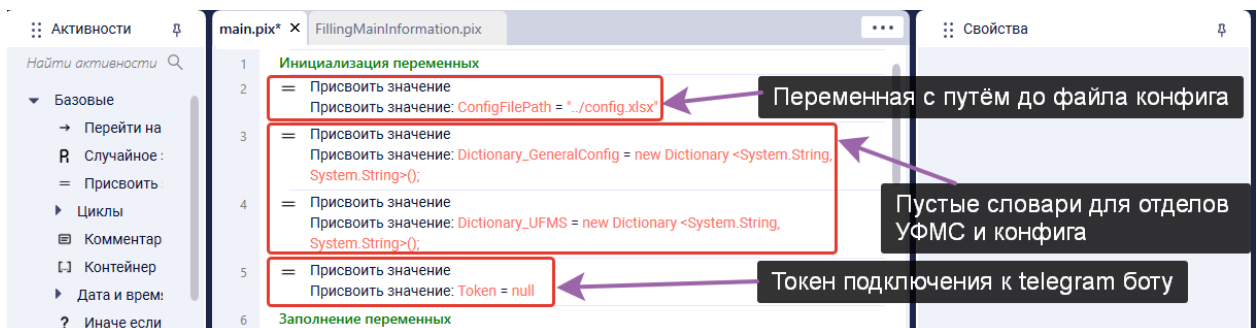 Активности
Найти активности
Базовые
Перейти на
Случайное :
Присвоить
Циклы
Комментар
Контейнер
Дата и время
Иначе если
main.pix* X FillingMainInformation.pix ...
1 Инициализация переменных
2 = Присвоить значение
Присвоить значение: ConfigFilePath = "../config.xlsx"
3 = Присвоить значение
Присвоить значение: Dictionary_GeneralConfig = new Dictionary <System.String,
System.String>();
4 = Присвоить значение
Присвоить значение: Dictionary_UFMS = new Dictionary <System.String,
System.String>();
5 = Присвоить значение
Присвоить значение: Token = null
6 Заполнение переменных
Свойства
Переменная с путём до файла конфига
Пустые словари для отделов
УФМС и конфига
Токен подключения к telegram боту